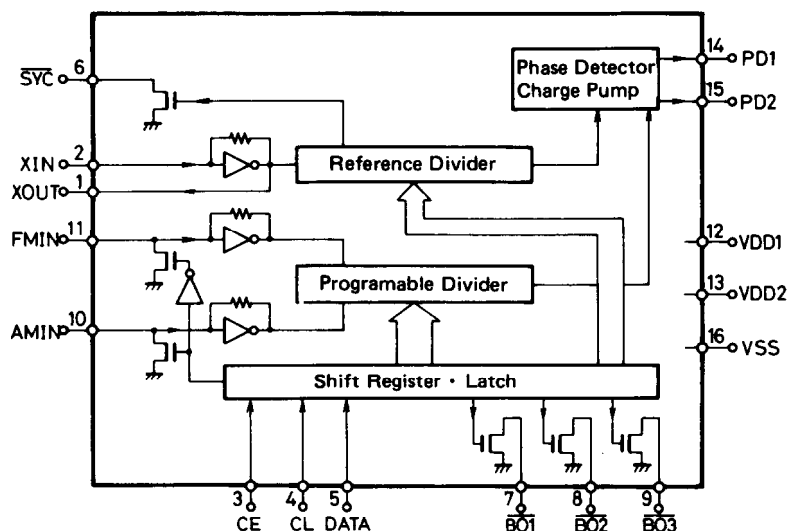 14
PD1
Phase Detector
Charge Pump
15
PD2
6
SYC
2
XIN
Reference Divider
1
XOUT
11
FMIN
12
VDD1
Programable Divider
13
VDD2
10
AMIN
16
VSS
Shift Register · Latch
3
4
5
7
8
9
CE
CL
DATA
BO1
BO2
BO3